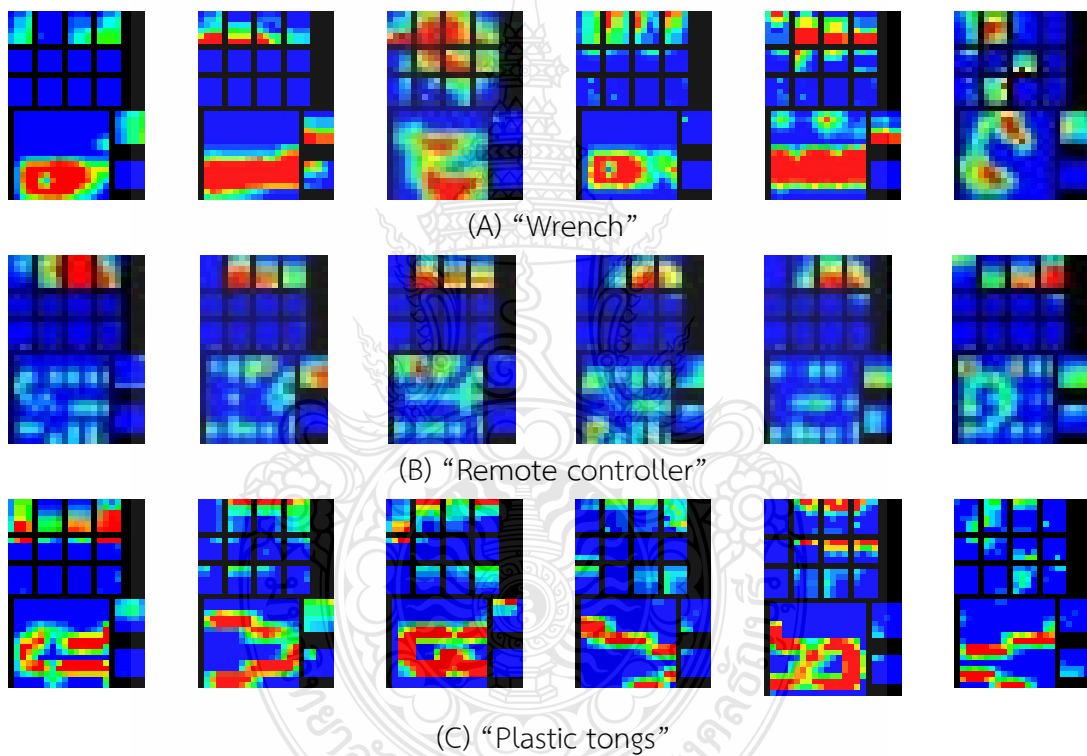 (A) “Wrench”
(B) “Remote controller”
(C) “Plastic tongs”